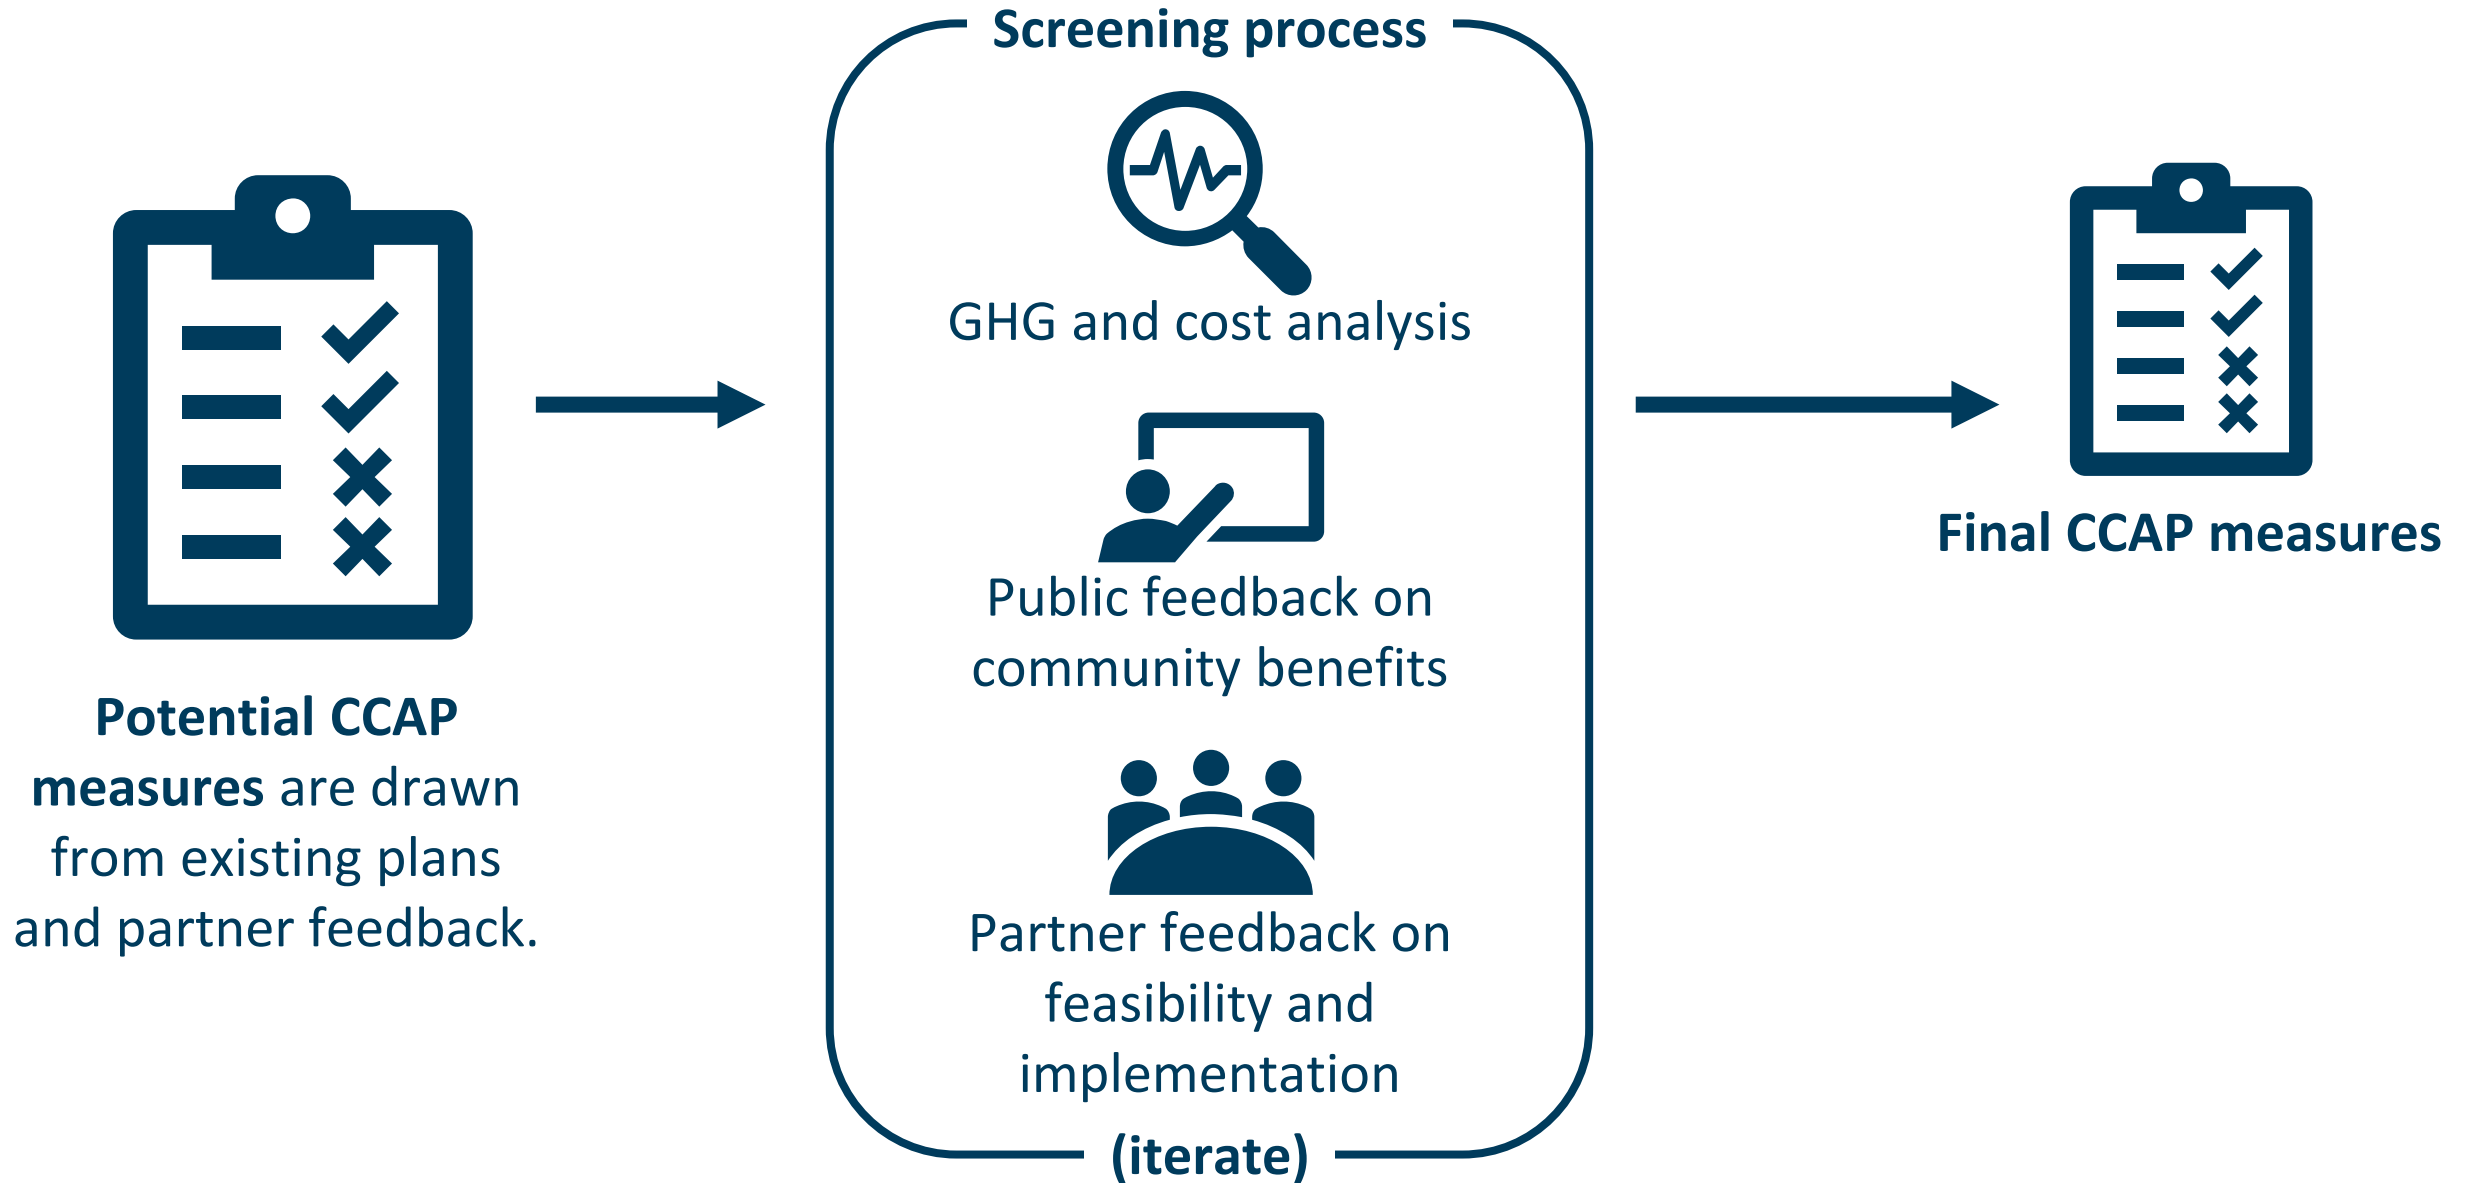 Potential CCAP
measures are drawn
from existing plans
and partner feedback.
Screening process
GHG and cost analysis
Public feedback on
community benefits
Partner feedback on
feasibility and
implementation
(iterate)
Final CCAP measures